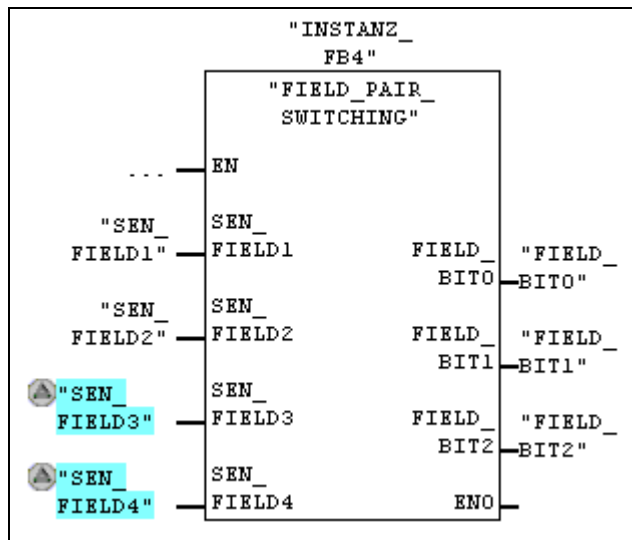 "INSTANZ_
FB4"
"FIELD_PAIR_
SWITCHING"
... EN
"SEN_ SEN_
FIELD1" FIELD1 FIELD_ "FIELD_
BIT0 BIT0"
"SEN_ SEN_
FIELD2" FIELD2 FIELD_ "FIELD_
BIT1 BIT1"
"SEN_ SEN_
FIELD3" FIELD3 FIELD_ "FIELD_
BIT2 BIT2"
"SEN_ SEN_
FIELD4" FIELD4 ENO